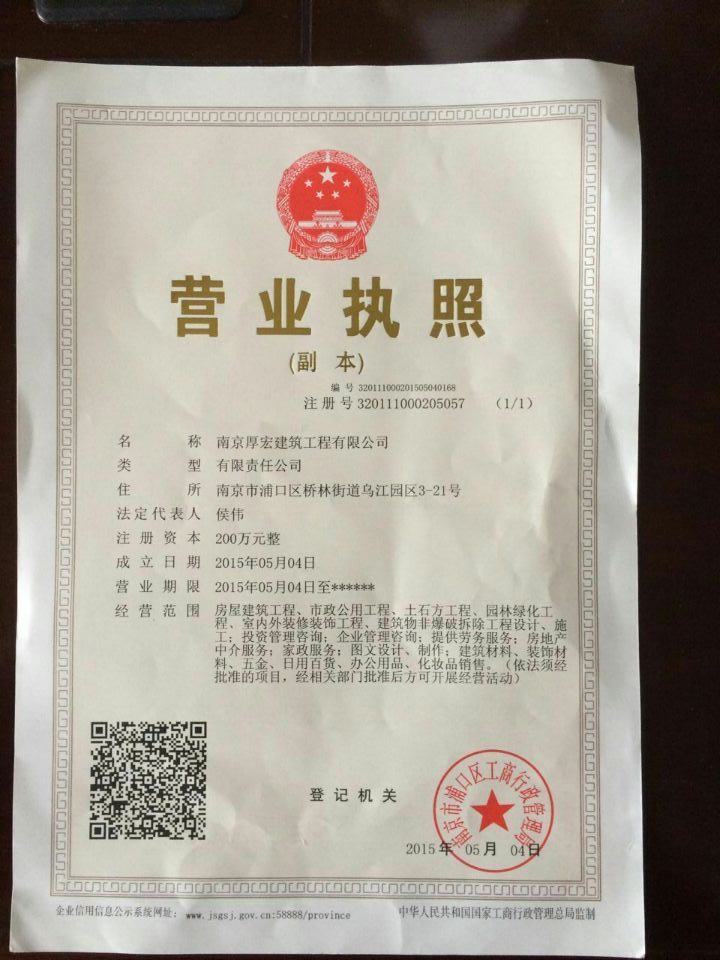 营业执照
(副 本)
编 号 320111000201505040168
注 册 号 320111000205057 （1/1）
名 称 南京厚宏建筑工程有限公司
类 型 有限责任公司
住 所 南京市浦口区桥林街道乌江园区3-21号
法定代表人 侯伟
注 册 资 本 200万元整
成 立 日 期 2015年05月04日
营 业 期 限 2015年05月04日至******
经 营 范 围 房屋建筑工程、市政公用工程、土石方工程、园林绿化工
程、室内外装修装饰工程、建筑物非爆破拆除工程设计、施
工；投资管理咨询；企业管理咨询；提供劳务服务；房地产
中介服务；家政服务；图文设计、制作；建筑材料、装饰材
料、五金、日用百货、办公用品、化妆品销售。（依法须经
批准的项目，经相关部门批准后方可开展经营活动）
登 记 机 关
南京市浦口区工商行政管理局
2015年 05月 04日
企业信用信息公示系统网址： www.jsgsj.gov.cn:58888/province
中华人民共和国国家工商行政管理总局监制